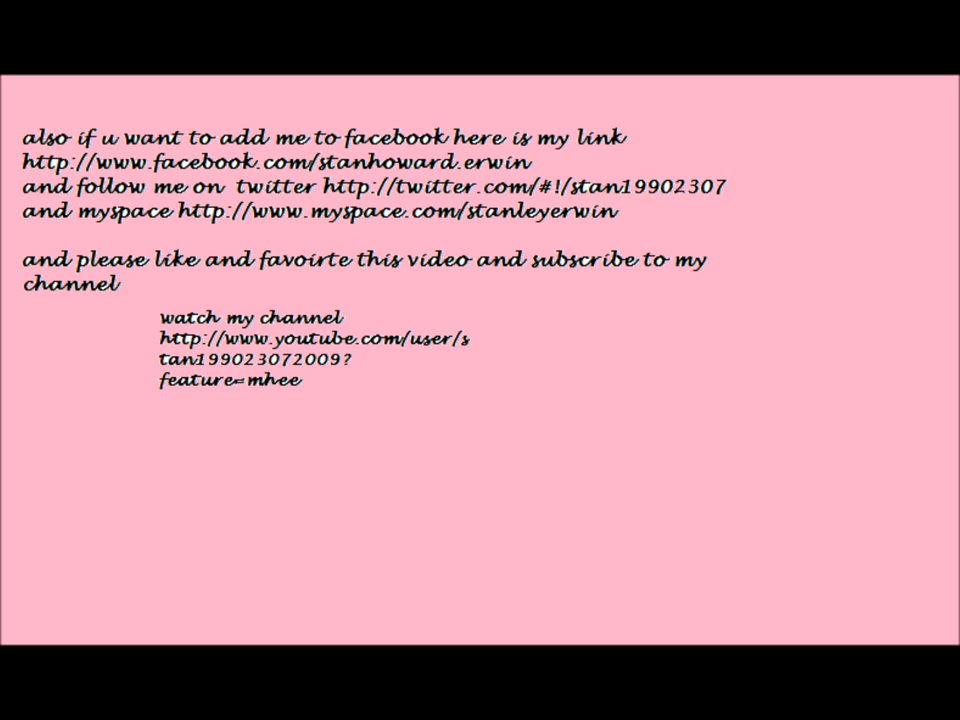 also if u want to add me to facebook here is my link
http://www.facebook.com/stanhoward.erwin
and follow me on twitter http://twitter.com/#!/stan19902307
and myspace http://www.myspace.com/stanleyerwin
and please like and favoirte this video and subscribe to my
channel
watch my channel
http://www.youtube.com/user/s
tan199023072009?
feature=mhee